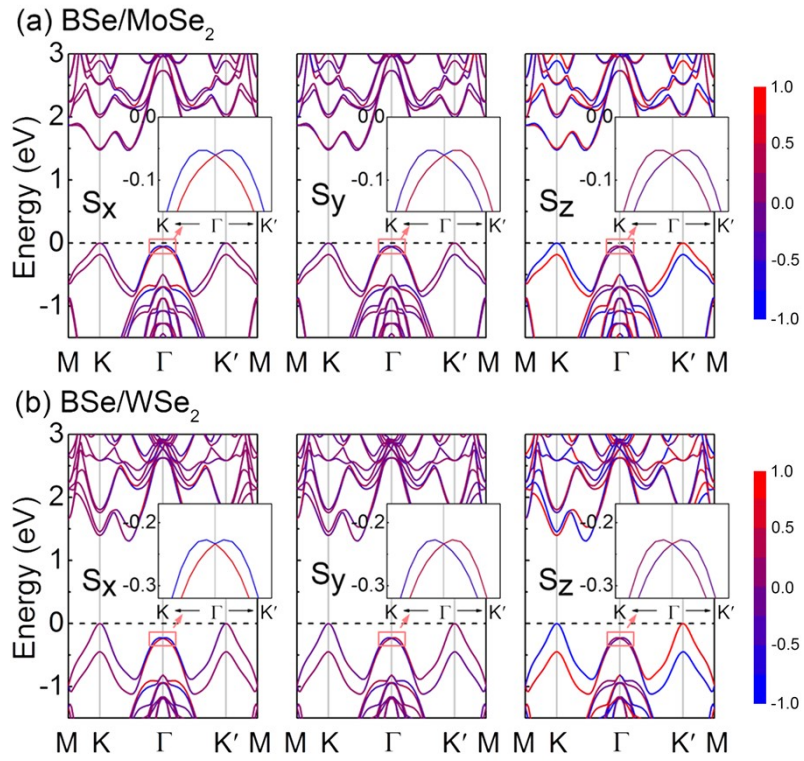 (a) BSe/MoSe₂
Energy (eV)
3
2
1
0
-1
Sx
0.0
-0.1
K ← Γ → K′
M K Γ K′ M
Sy
0.0
-0.1
K ← Γ → K′
M K Γ K′ M
Sz
0.0
-0.1
K ← Γ → K′
M K Γ K′ M
1.0
0.5
0.0
-0.5
-1.0
(b) BSe/WSe₂
Energy (eV)
3
2
1
0
-1
Sx
-0.2
-0.3
K ← Γ → K′
M K Γ K′ M
Sy
-0.2
-0.3
K ← Γ → K′
M K Γ K′ M
Sz
-0.2
-0.3
K ← Γ → K′
M K Γ K′ M
1.0
0.5
0.0
-0.5
-1.0